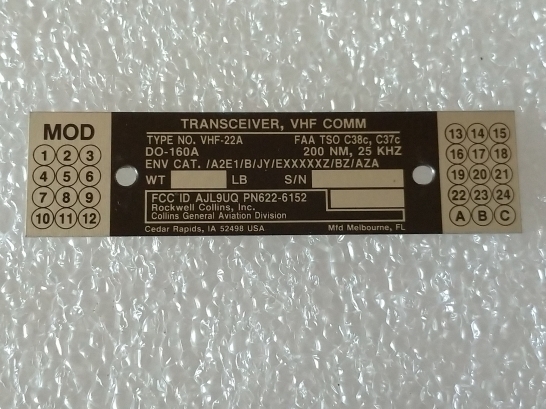 MOD
1 2 3
4 5 6
7 8 9
10 11 12
TRANSCEIVER, VHF COMM
TYPE NO. VHF-22A FAA TSO C38c, C37c
DO-160A 200 NM, 25 KHZ
ENV CAT. /A2E1/B/JY/EXXXXXZ/BZ/AZA
WT LB S/N
FCC ID AJL9UQ PN622-6152
Rockwell Collins, Inc.
Collins General Aviation Division
Cedar Rapids, IA 52498 USA Mfd Melbourne, FL
13 14 15
16 17 18
19 20 21
22 23 24
A B C